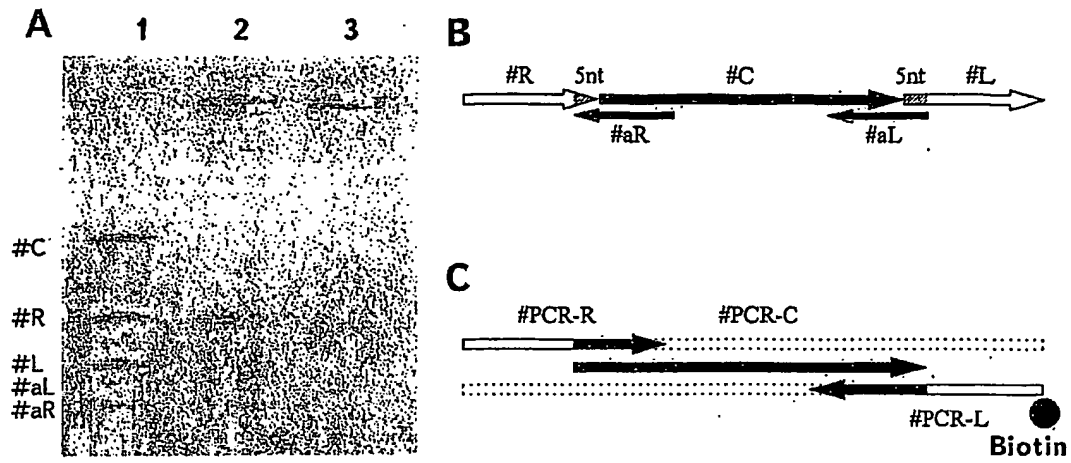 A 1 2 3
#C
#R
#L
#aL
#aR
B
#R 5nt #C 5nt #L
#aR #aL
C
#PCR-R #PCR-C
#PCR-L
Biotin